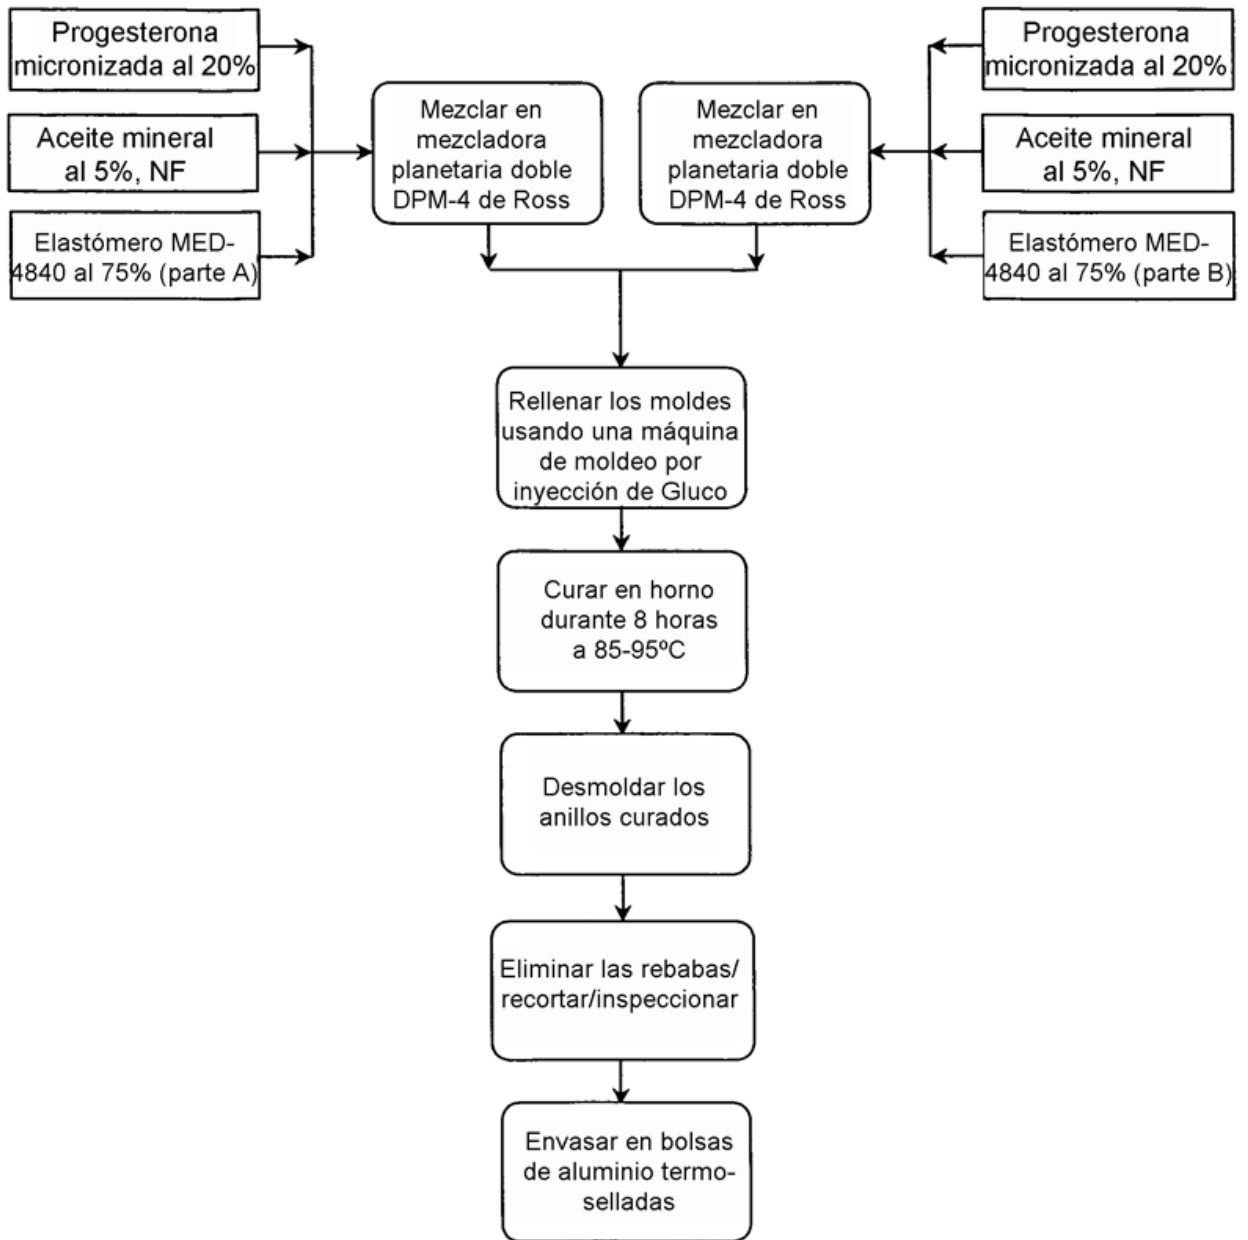 Progesterona
micronizada al 20%
Aceite mineral
al 5%, NF
Elastómero MED-
4840 al 75% (parte A)
Mezclar en
mezcladora
planetaria doble
DPM-4 de Ross
Mezclar en
mezcladora
planetaria doble
DPM-4 de Ross
Progesterona
micronizada al 20%
Aceite mineral
al 5%, NF
Elastómero MED-
4840 al 75% (parte B)
Rellenar los moldes
usando una máquina
de moldeo por
inyección de Gluco
Curar en horno
durante 8 horas
a 85-95ºC
Desmoldar los
anillos curados
Eliminar las rebabas/
recortar/inspeccionar
Envasar en bolsas
de aluminio termo-
selladas